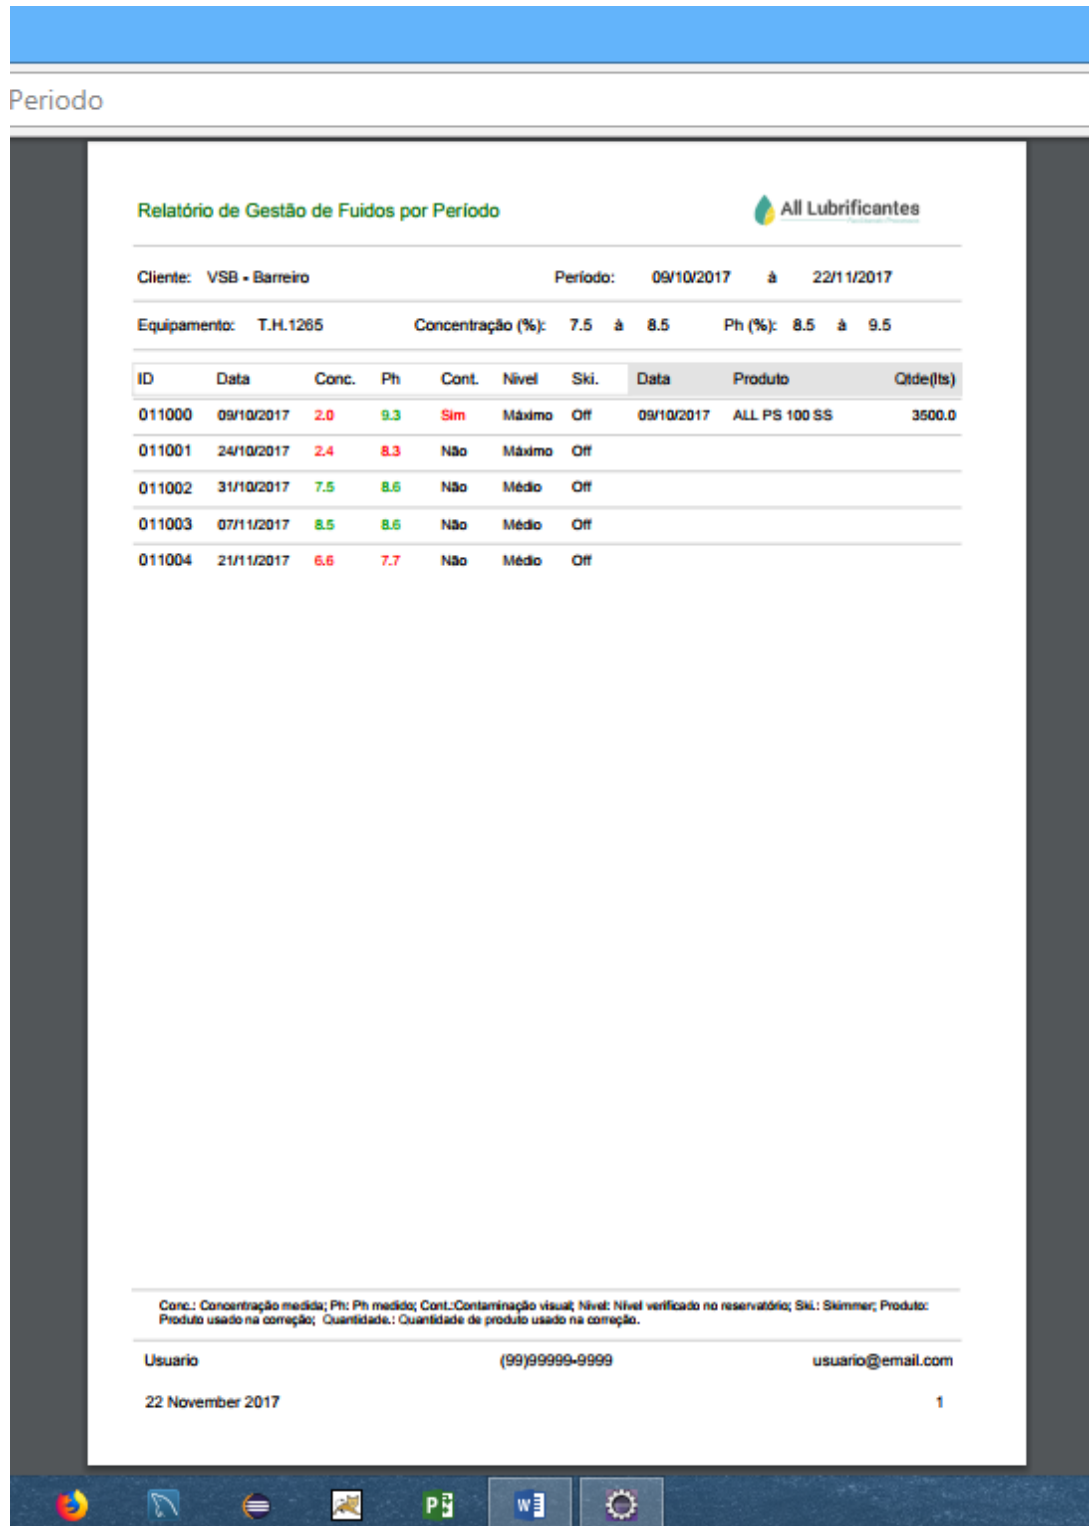 Periodo
Relatório de Gestão de Fuidos por Período
All Lubrificantes
Cliente: VSB - Barreiro Período: 09/10/2017 à 22/11/2017
Equipamento: T.H.1265 Concentração (%): 7.5 à 8.5 Ph (%): 8.5 à 9.5
ID Data Conc. Ph Cont. Nivel Ski. Data Produto Qtde(lts)
011000 09/10/2017 2.0 9.3 Sim Máximo Off 09/10/2017 ALL PS 100 SS 3500.0
011001 24/10/2017 2.4 8.3 Não Máximo Off
011002 31/10/2017 7.5 8.6 Não Médio Off
011003 07/11/2017 8.5 8.6 Não Médio Off
011004 21/11/2017 6.6 7.7 Não Médio Off
Conc.: Concentração medida; Ph: Ph medido; Cont.:Contaminação visual; Nivel: Nível verificado no reservatório; Ski.: Skimmer; Produto:
Produto usado na correção; Quantidade.: Quantidade de produto usado na correção.
Usuario (99)99999-9999 usuario@email.com
22 November 2017 1